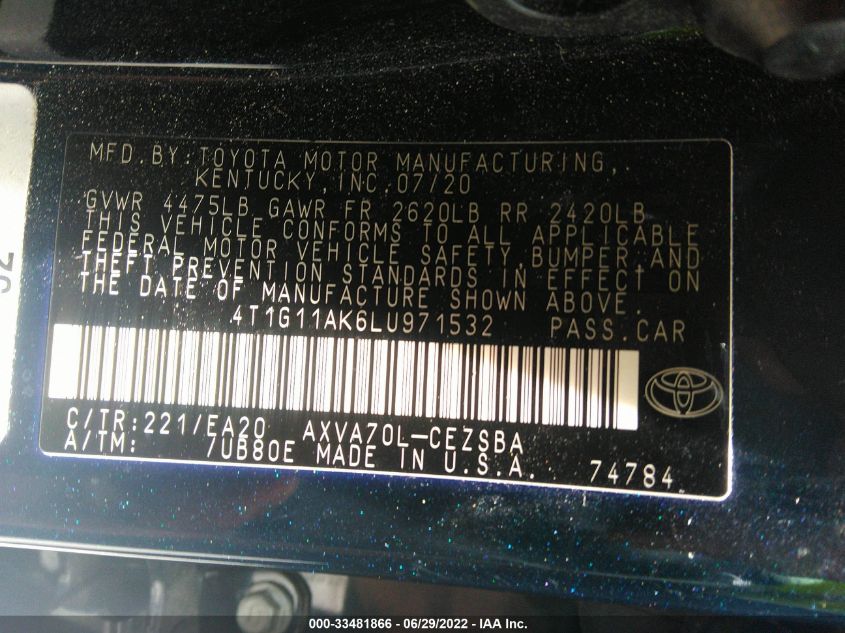 MFD.BY:TOYOTA MOTOR MANUFACTURING,.
KENTUCKY, INC.07/20
GVWR 4475LB GAWR FR 2620LB RR 2420LB
THIS VEHICLE CONFORMS TO ALL APPLICABLE
FEDERAL MOTOR VEHICLE SAFETY,BUMPER,AND
THEFT PREVENTION STANDARDS IN EFFECT ON
THE DATE OF MANUFACTURE SHOWN ABOVE.
4T1G11AK6LU971532 PASS.CAR
C/TR:221/EA20 AXVA70L-CEZSBA
A/TM: 7UB80E MADE IN U.S.A. 74784
000-33481866 - 06/29/2022 - IAA Inc.